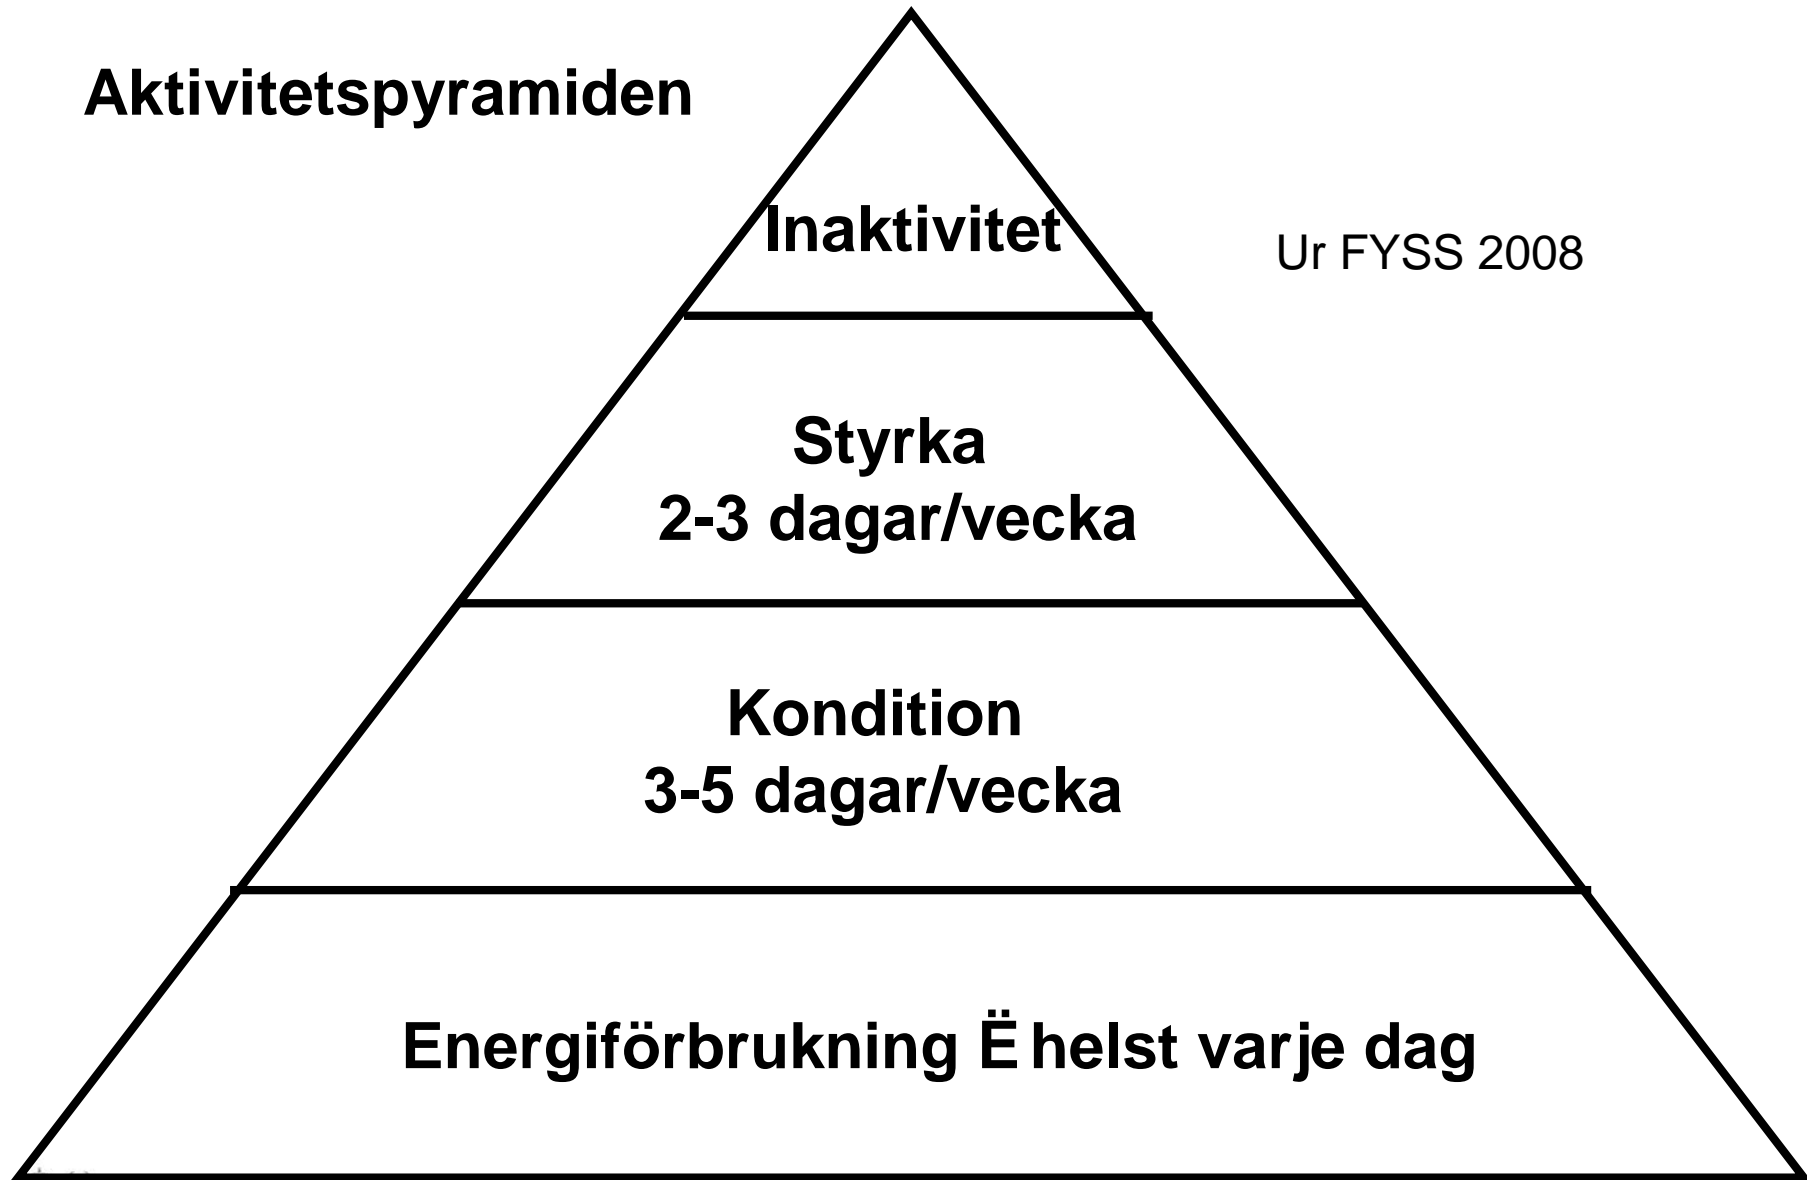 Aktivitetspyramiden
Inaktivitet
Ur FYSS 2008
Styrka
2-3 dagar/vecka
Kondition
3-5 dagar/vecka
Energiförbrukning Ë helst varje dag